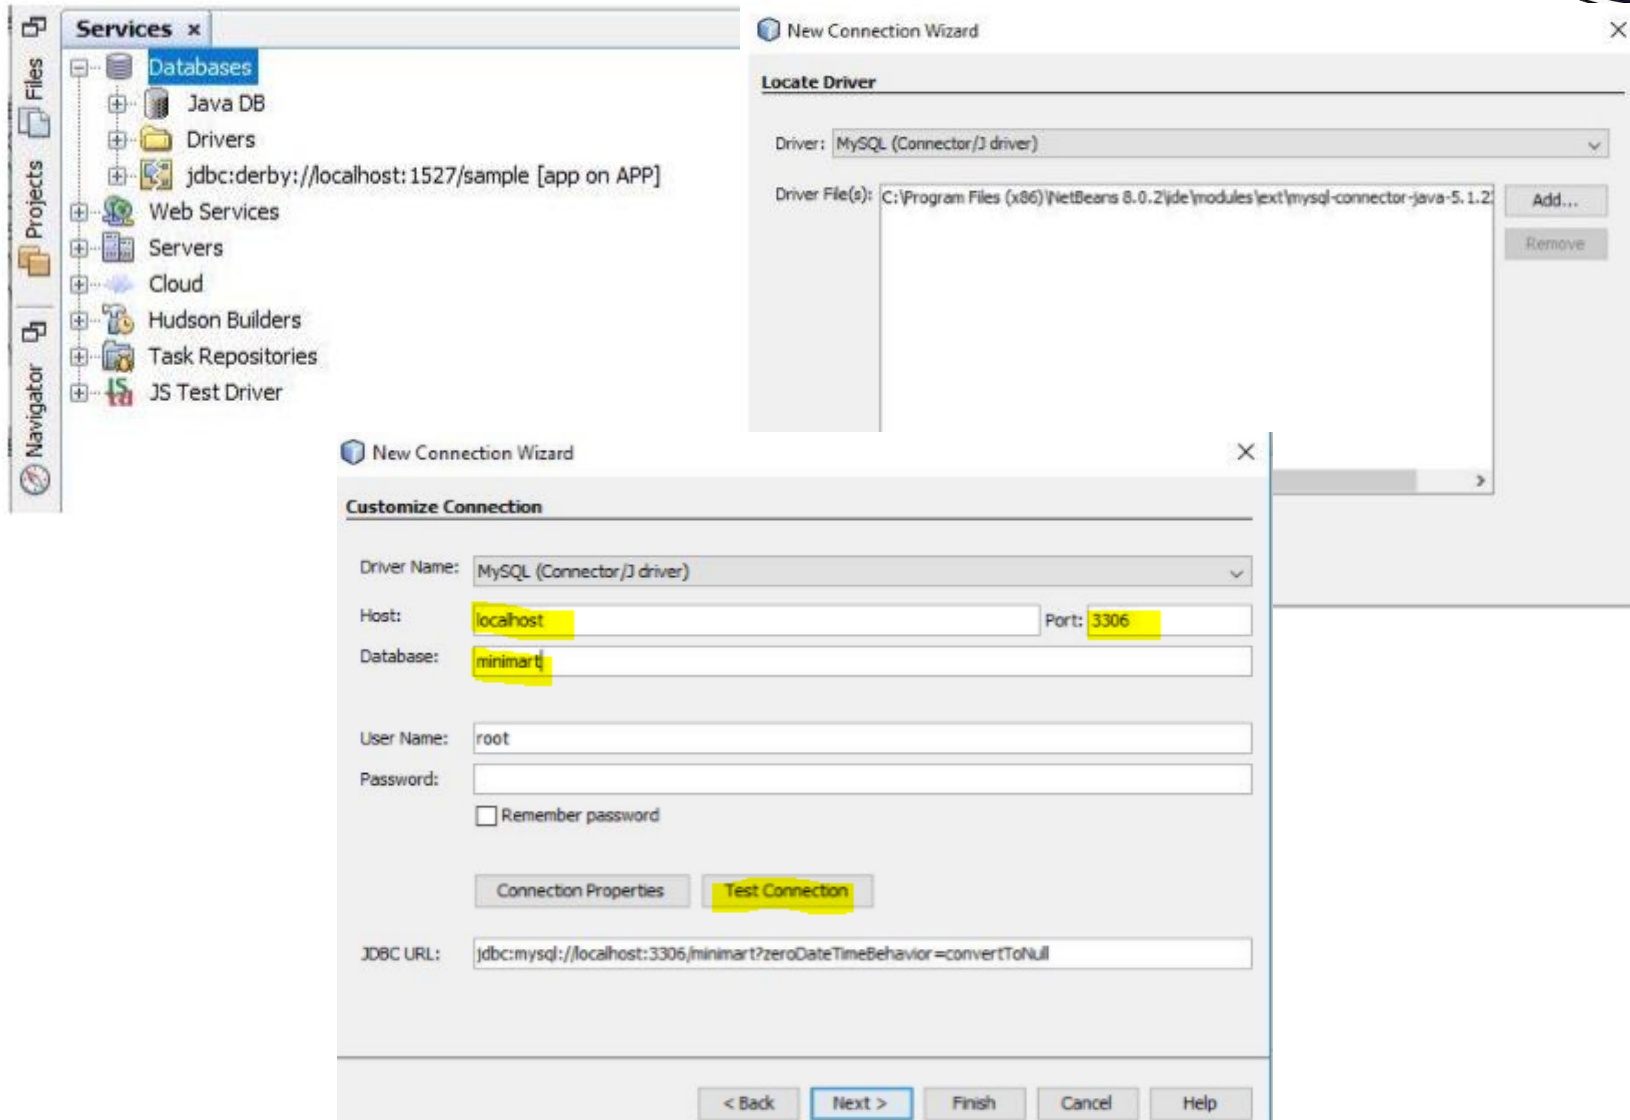 Services x
Databases
Java DB
Drivers
jdbc:derby://localhost:1527/sample [app on APP]
Web Services
Servers
Cloud
Hudson Builders
Task Repositories
JS Test Driver
Files
Projects
Navigator
New Connection Wizard
Locate Driver
Driver: MySQL (Connector/J driver)
Driver File(s): C:\Program Files (x86)\NetBeans 8.0.2\ide\modules\ext\mysql-connector-java-5.1.2
Add...
Remove
New Connection Wizard
Customize Connection
Driver Name: MySQL (Connector/J driver)
Host: localhost Port: 3306
Database: minimart
User Name: root
Password:
Remember password
Connection Properties Test Connection
JDBC URL: jdbc:mysql://localhost:3306/minimart?zeroDateTimeBehavior=convertToNull
< Back Next > Finish Cancel Help